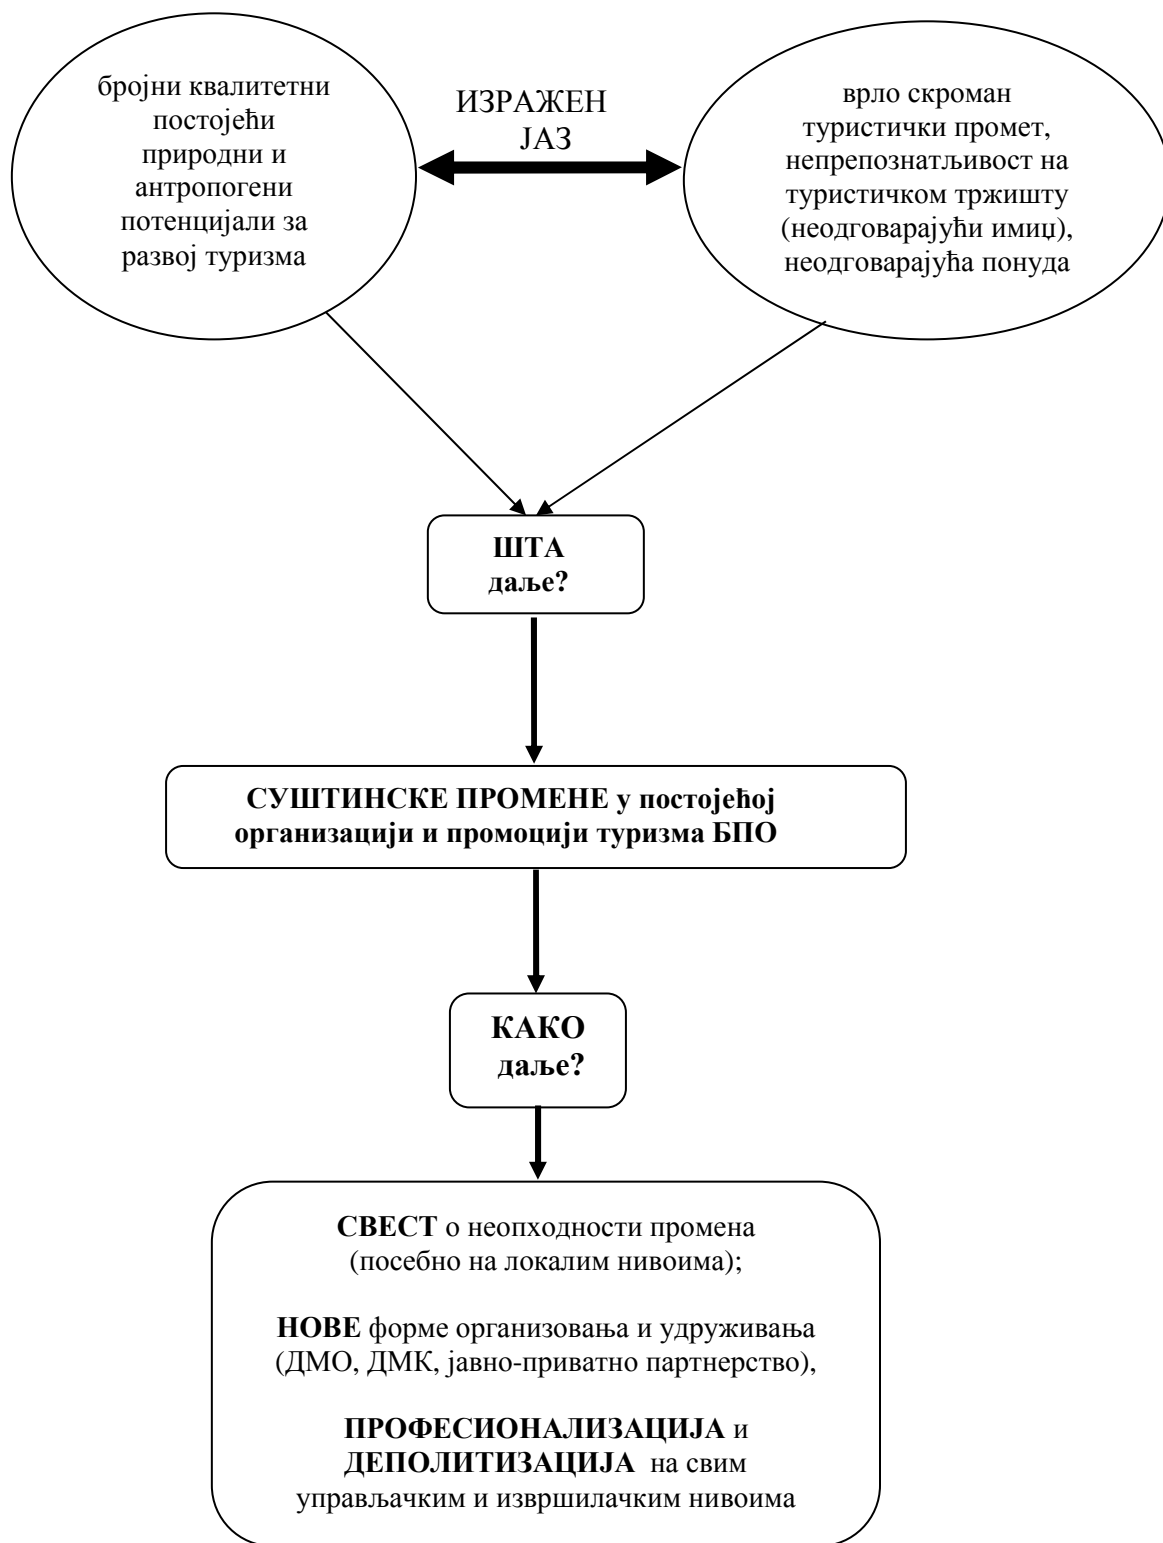 бројни квалитетни
постојећи
природни и
антропогени
потенцијали за
развој туризма
ИЗРАЖЕН
ЈАЗ
врло скроман
туристички промет,
непрепознатљивост на
туристичком тржишту
(неодговарајући имиџ),
неодговарајућа понуда
ШТА
даље?
СУШТИНСКЕ ПРОМЕНЕ у постојећој
организацији и промоцији туризма БПО
КАКО
даље?
СВЕСТ о неопходности промена
(посебно на локалим нивоима);
НОВЕ форме организовања и удруживања
(ДМО, ДМК, јавно-приватно партнерство),
ПРОФЕСИОНАЛИЗАЦИЈА и
ДЕПОЛИТИЗАЦИЈА на свим
управљачким и извршилачким нивоима